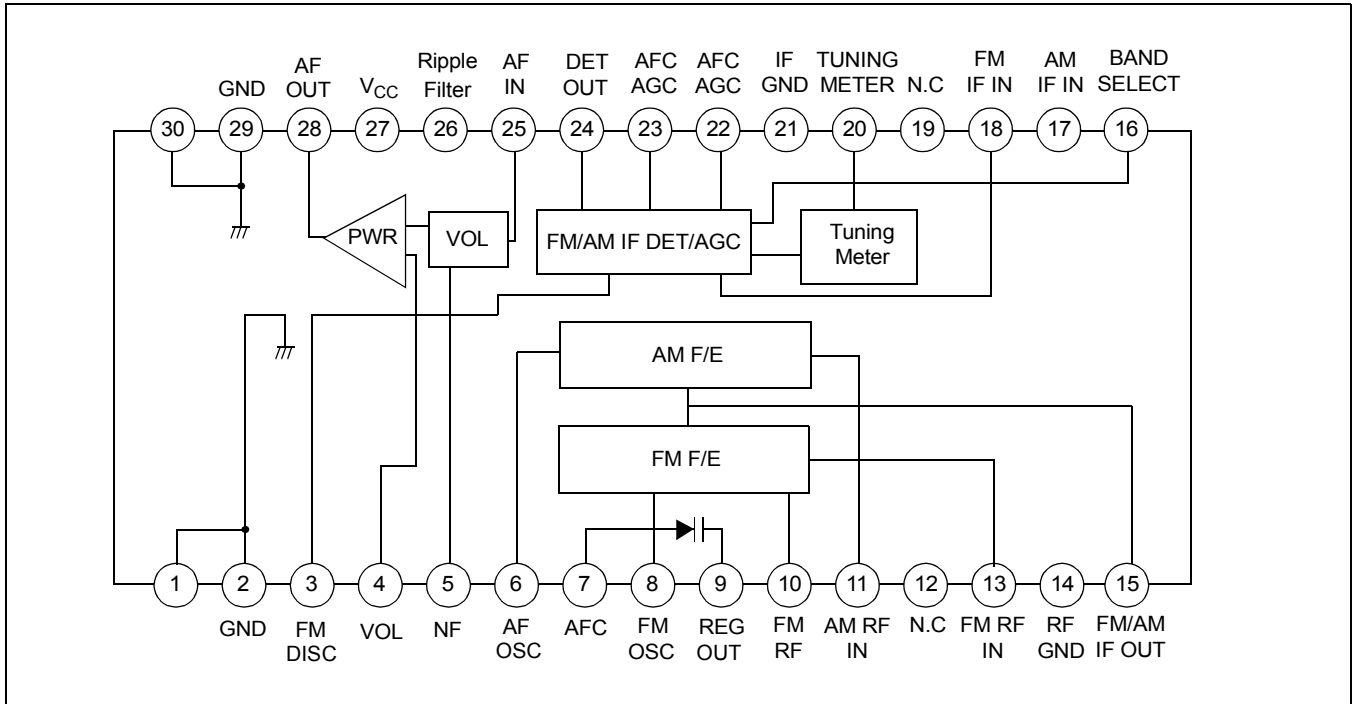 GND
AF
OUT
VCC
Ripple
Filter
AF
IN
DET
OUT
AFC
AGC
AFC
AGC
IF
GND
TUNING
METER
N.C
FM
IF IN
AM
IF IN
BAND
SELECT
30 29 28 27 26 25 24 23 22 21 20 19 18 17 16
PWR
VOL
FM/AM IF DET/AGC
Tuning
Meter
AM F/E
FM F/E
1 2 3 4 5 6 7 8 9 10 11 12 13 14 15
GND
FM
DISC
VOL
NF
AF
OSC
AFC
FM
OSC
REG
OUT
FM
RF
AM RF
IN
N.C
FM RF
IN
RF
GND
FM/AM
IF OUT